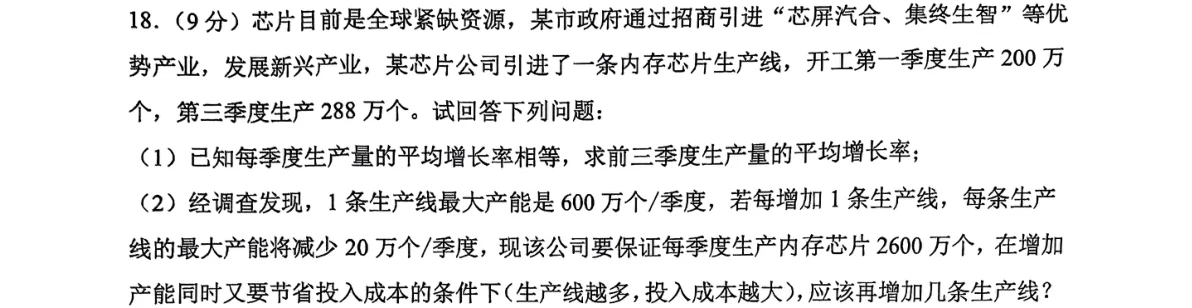 18.（9 分）芯片目前是全球紧缺资源，某市政府通过招商引进“芯屏汽合、集终生智”等优
势产业，发展新兴产业，某芯片公司引进了一条内存芯片生产线，开工第一季度生产 200 万
个，第三季度生产 288 万个。试回答下列问题：
（1）已知每季度生产量的平均增长率相等，求前三季度生产量的平均增长率；
（2）经调查发现，1 条生产线最大产能是 600 万个/季度，若每增加 1 条生产线，每条生产
线的最大产能将减少 20 万个/季度，现该公司要保证每季度生产内存芯片 2600 万个，在增加
产能同时又要节省投入成本的条件下（生产线越多，投入成本越大），应该再增加几条生产线？